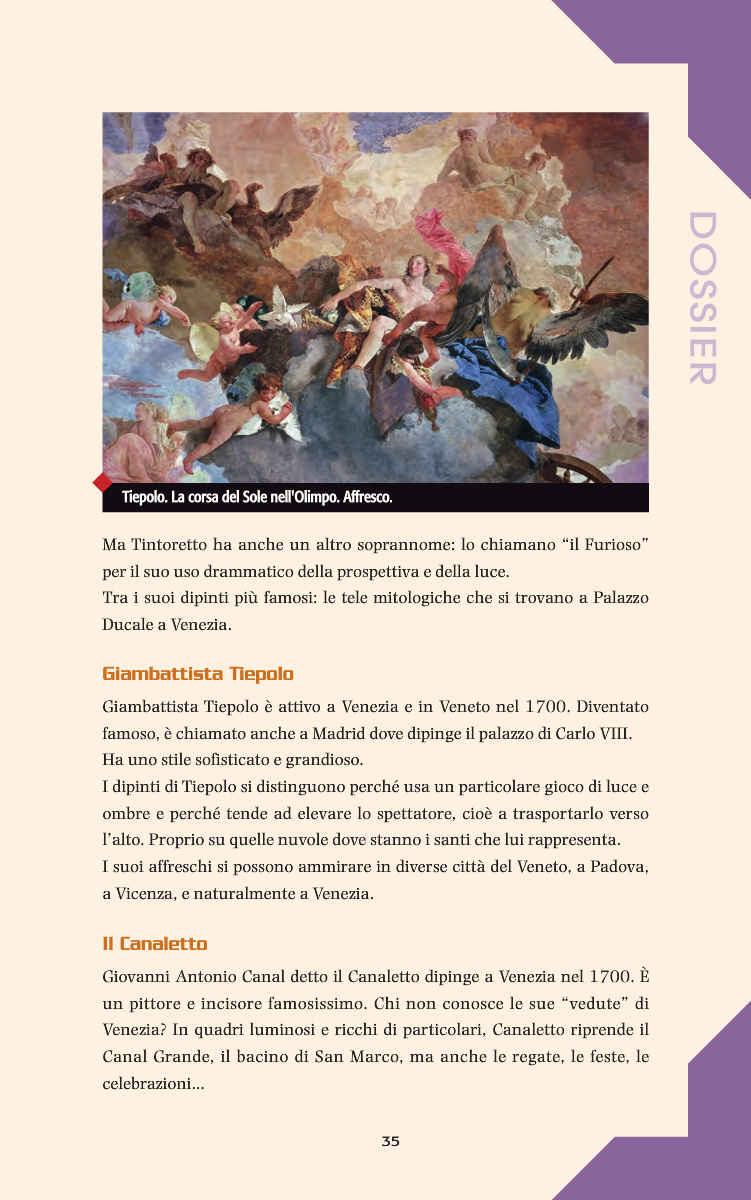 DOSSIER
Tiepolo. La corsa del Sole nell'Olimpo. Affresco.
Ma Tintoretto ha anche un altro soprannome: lo chiamano “il Furioso”
per il suo uso drammatico della prospettiva e della luce.
Tra i suoi dipinti più famosi: le tele mitologiche che si trovano a Palazzo
Ducale a Venezia.
Giambattista Tiepolo
Giambattista Tiepolo è attivo a Venezia e in Veneto nel 1700. Diventato
famoso, è chiamato anche a Madrid dove dipinge il palazzo di Carlo VIII.
Ha uno stile sofisticato e grandioso.
I dipinti di Tiepolo si distinguono perché usa un particolare gioco di luce e
ombre e perché tende ad elevare lo spettatore, cioè a trasportarlo verso
l’alto. Proprio su quelle nuvole dove stanno i santi che lui rappresenta.
I suoi affreschi si possono ammirare in diverse città del Veneto, a Padova,
a Vicenza, e naturalmente a Venezia.
Il Canaletto
Giovanni Antonio Canal detto il Canaletto dipinge a Venezia nel 1700. È
un pittore e incisore famosissimo. Chi non conosce le sue “vedute” di
Venezia? In quadri luminosi e ricchi di particolari, Canaletto riprende il
Canal Grande, il bacino di San Marco, ma anche le regate, le feste, le
celebrazioni...
35